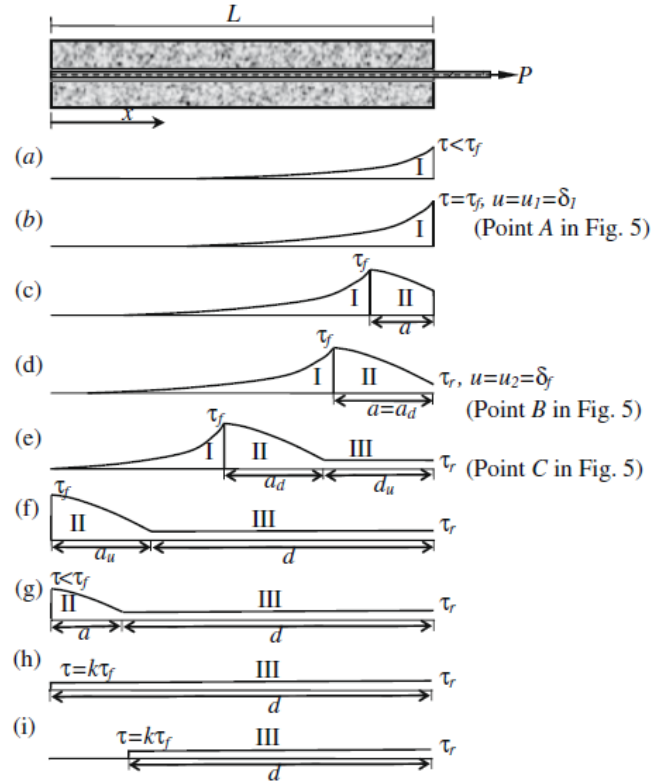 L
P
x
(a)
I
τ<τf
(b)
I
τ=τf, u=u1=δ1
(Point A in Fig. 5)
(c)
τf
I
II
a
(d)
τf
I
II
τr, u=u2=δf
a=ad
(Point B in Fig. 5)
(e)
τf
I
II
III
τr
(Point C in Fig. 5)
ad
du
(f)
τf
II
III
τr
au
d
(g)
τ<τf
II
III
τr
a
d
(h)
τ=kτf
III
τr
d
(i)
τ=kτf
III
τr
d